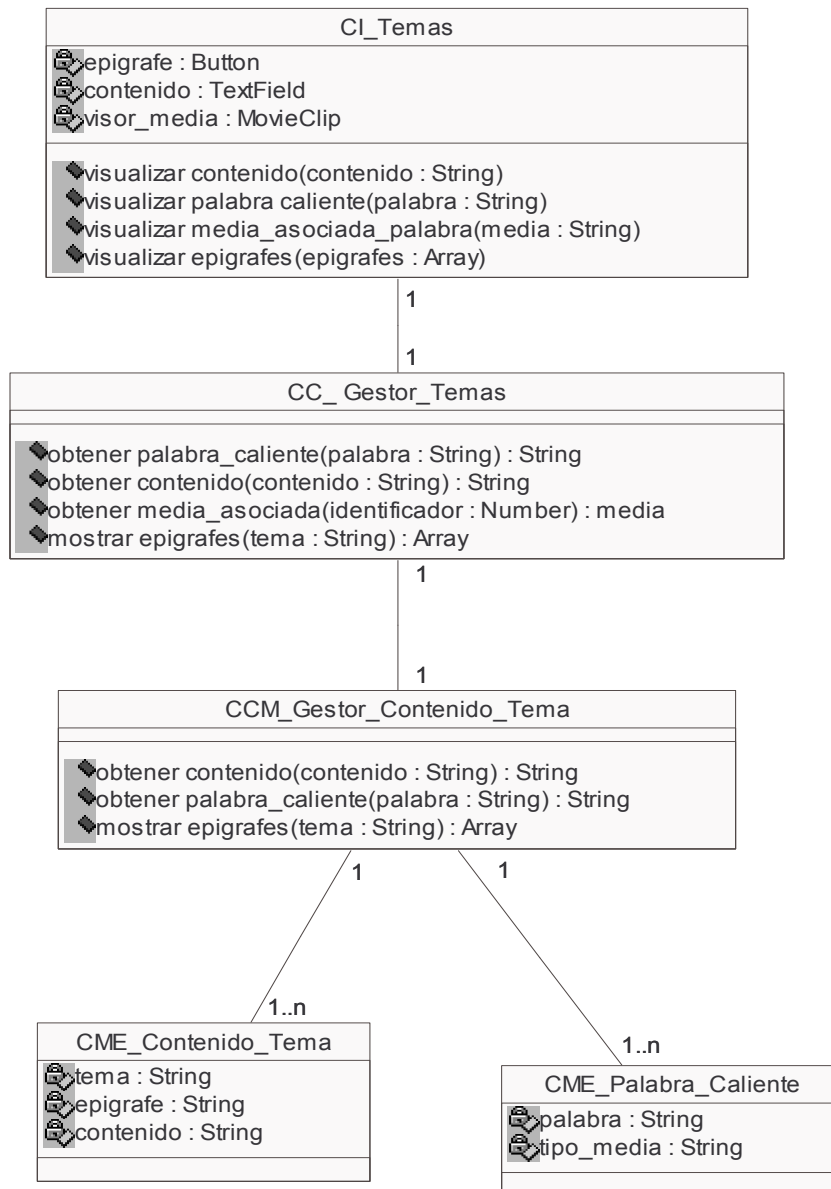 CI_Temas
epigrafe : Button
contenido : TextField
visor_media : MovieClip
visualizar contenido(contenido : String)
visualizar palabra caliente(palabra : String)
visualizar media_asociada_palabra(media : String)
visualizar epigrafes(epigrafes : Array)
1
1
CC_ Gestor_Temas
obtener palabra_caliente(palabra : String) : String
obtener contenido(contenido : String) : String
obtener media_asociada(identificador : Number) : media
mostrar epigrafes(tema : String) : Array
1
1
CCM_Gestor_Contenido_Tema
obtener contenido(contenido : String) : String
obtener palabra_caliente(palabra : String) : String
mostrar epigrafes(tema : String) : Array
1
1
1..n
1..n
CME_Contenido_Tema
tema : String
epigrafe : String
contenido : String
CME_Palabra_Caliente
palabra : String
tipo_media : String